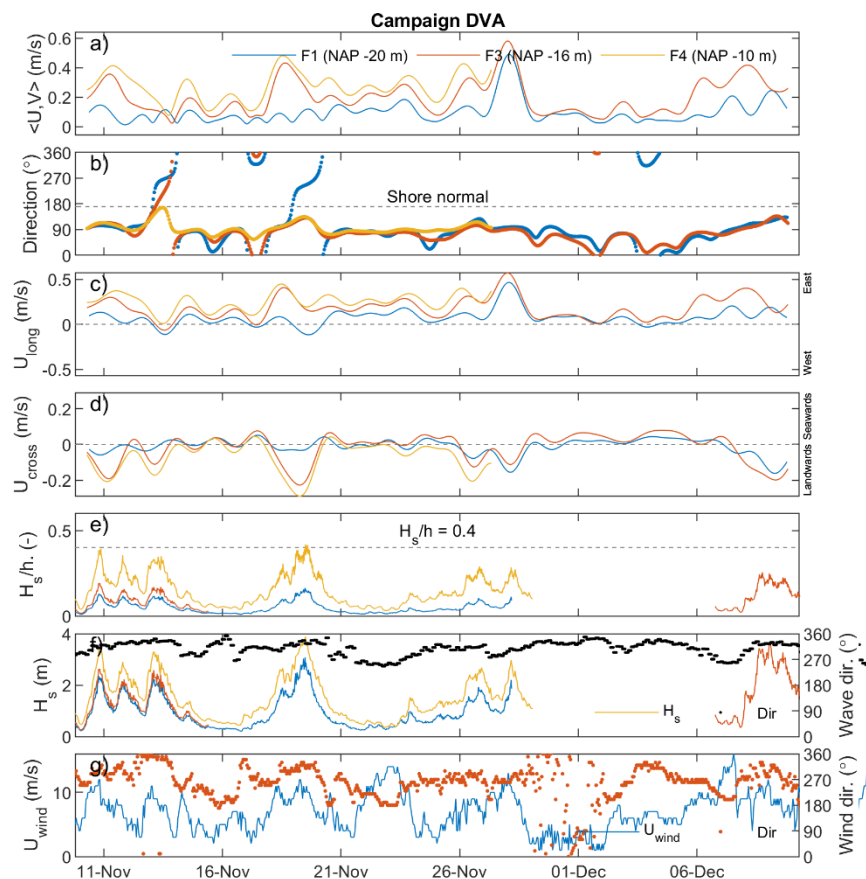 Campaign DVA
a)
F1 (NAP -20 m)
F3 (NAP -16 m)
F4 (NAP -10 m)
<U,V> (m/s)
0.6
0.4
0.2
0
b)
Direction (°)
360
270
180
90
0
Shore normal
c)
U_long (m/s)
0.5
0
-0.5
East
West
d)
U_cross (m/s)
0.2
0
-0.2
Seawards
Landwards
e)
H_s/h. (-)
0.5
0
H_s/h = 0.4
f)
H_s (m)
4
2
0
H_s
Dir
360
270
180
90
0
Wave dir. (°)
g)
U_wind (m/s)
10
0
U_wind
Dir
360
270
180
90
0
Wind dir. (°)
11-Nov
16-Nov
21-Nov
26-Nov
01-Dec
06-Dec